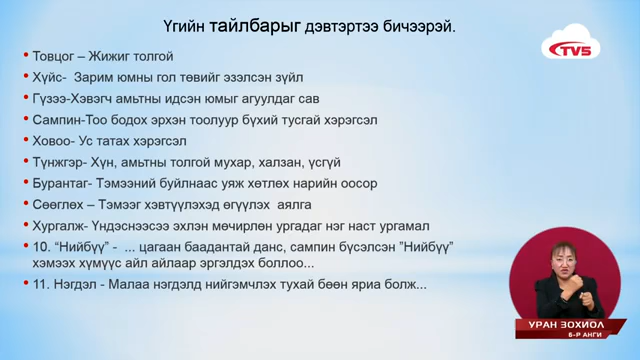 Үгийн тайлбарыг дэвтэртээ бичээрэй.
TV5
Товцог – Жижиг толгой
Хүйс-  Зарим юмны гол төвийг эзэлсэн зүйл
Гүзээ-Хэвэгч амьтны идсэн юмыг агуулдаг сав
Сампин-Тоо бодох эрхэн тоолуур бүхий тусгай хэрэгсэл
Ховоо- Ус татах хэрэгсэл
Түнжгэр- Хүн, амьтны толгой мухар, халзан, үсгүй
Бурантаг- Тэмээний буйлнаас уяж хөтлөх нарийн оосор
Сөөглөх – Тэмээг хэвтүүлэхэд өгүүлэх  аялга
Хургалж- Үндэснээсээ эхлэн мөчирлөн ургадаг нэг наст ургамал
10. “Нийбүү” -  ... цагаан баадантай данс, сампин бүсэлсэн ”Нийбүү”
хэмээх хүмүүс айл айлаар эргэлдэх боллоо...
11. Нэгдэл - Малаа нэгдэлд нийгэмчлэх тухай бөөн яриа болж...
УРАН ЗОХИОЛ
6-Р АНГИ